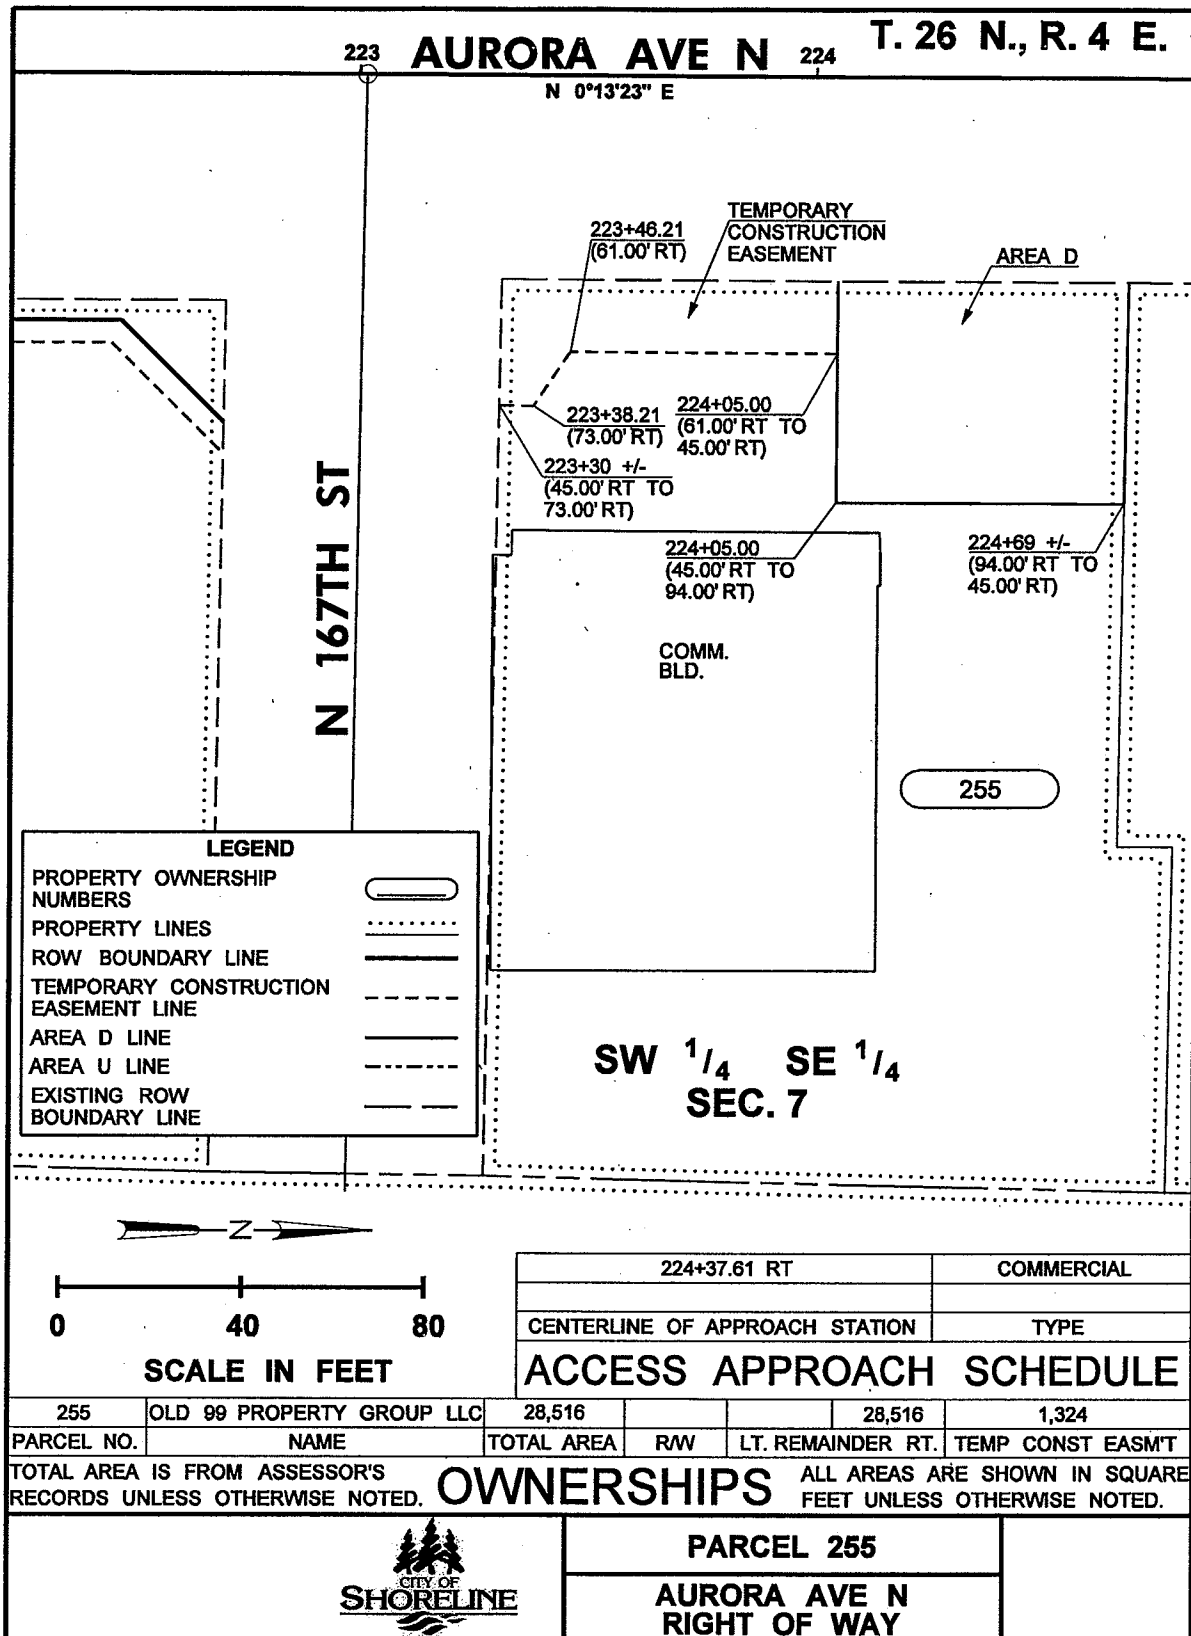 T. 26 N., R. 4 E.
223 AURORA AVE N 224
N 0°13'23" E
TEMPORARY
CONSTRUCTION
EASEMENT
223+46.21
(61.00' RT)
AREA D
223+38.21
(73.00' RT)
224+05.00
(61.00' RT TO
45.00' RT)
223+30 +/-
(45.00' RT TO
73.00' RT)
224+05.00
(45.00' RT TO
94.00' RT)
224+69 +/-
(94.00' RT TO
45.00' RT)
N 167TH ST
COMM.
BLD.
255
LEGEND
PROPERTY OWNERSHIP
NUMBERS
PROPERTY LINES
ROW BOUNDARY LINE
TEMPORARY CONSTRUCTION
EASEMENT LINE
AREA D LINE
AREA U LINE
EXISTING ROW
BOUNDARY LINE
SW 1/4 SE 1/4
SEC. 7
N
0 40 80
SCALE IN FEET
224+37.61 RT COMMERCIAL
CENTERLINE OF APPROACH STATION TYPE
ACCESS APPROACH SCHEDULE
255 OLD 99 PROPERTY GROUP LLC 28,516 28,516 1,324
PARCEL NO. NAME TOTAL AREA R/W LT. REMAINDER RT. TEMP CONST EASM'T
TOTAL AREA IS FROM ASSESSOR'S
RECORDS UNLESS OTHERWISE NOTED.
OWNERSHIPS
ALL AREAS ARE SHOWN IN SQUARE
FEET UNLESS OTHERWISE NOTED.
CITY OF
SHORELINE
PARCEL 255
AURORA AVE N
RIGHT OF WAY